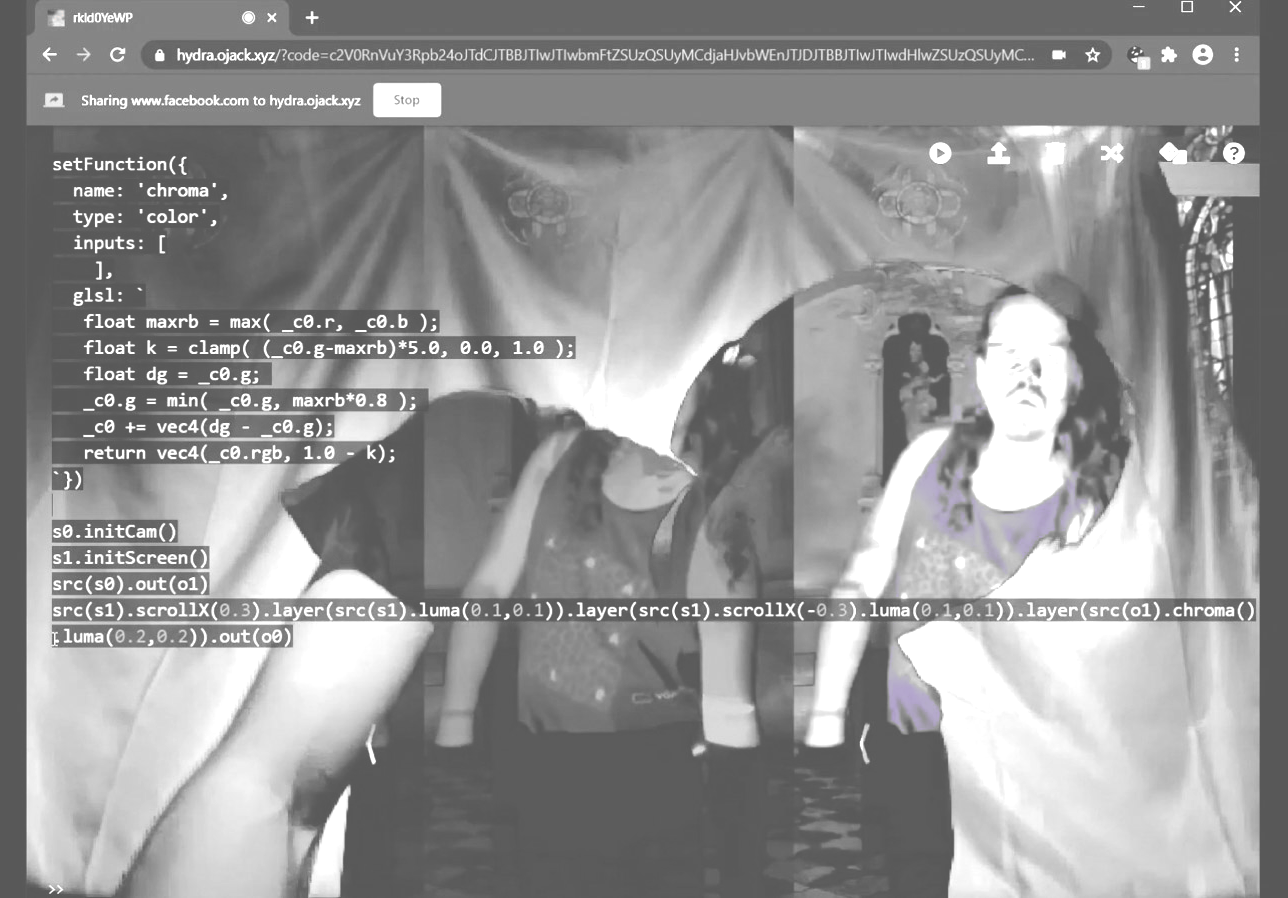 rkld0YeWP
hydra.ojack.xyz/?code=c2V0RnVuY3Rpb24oJTdCJTBBJTIwJTIwbmFtZSUzQSUyMCdjaHJvbWEnJTJDJTBBJTIwJTIwdHlwZSUzQSUyMC...
Sharing www.facebook.com to hydra.ojack.xyz
Stop
setFunction({
name: 'chroma',
type: 'color',
inputs: [
],
glsl: `
float maxrb = max( _c0.r, _c0.b );
float k = clamp( (_c0.g-maxrb)*5.0, 0.0, 1.0 );
float dg = _c0.g;
_c0.g = min( _c0.g, maxrb*0.8 );
_c0 += vec4(dg - _c0.g);
return vec4(_c0.rgb, 1.0 - k);
`})
s0.initCam()
s1.initScreen()
src(s0).out(o1)
src(s1).scrollX(0.3).layer(src(s1).luma(0.1,0.1)).layer(src(s1).scrollX(-0.3).luma(0.1,0.1)).layer(src(o1).chroma()
.luma(0.2,0.2)).out(o0)
>>